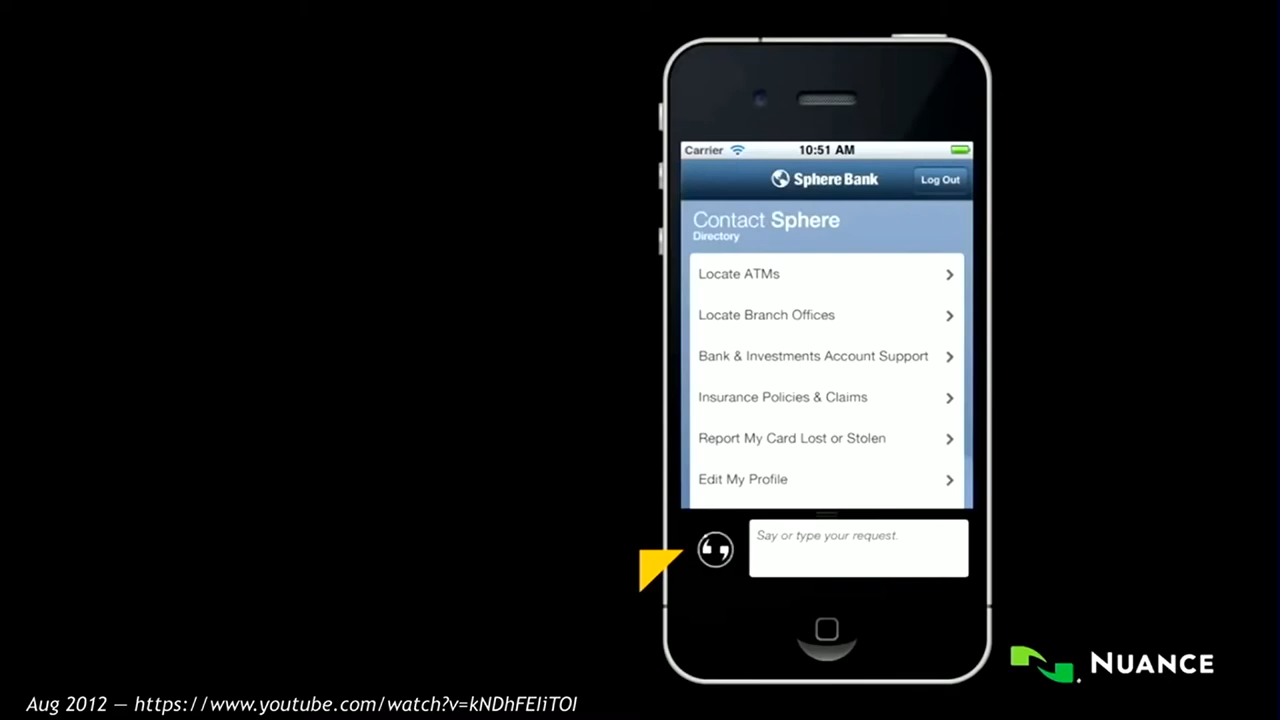 Carrier 10:51 AM
Sphere Bank Log Out
Contact Sphere
Directory
Locate ATMs
Locate Branch Offices
Bank & Investments Account Support
Insurance Policies & Claims
Report My Card Lost or Stolen
Edit My Profile
Say or type your request.
NUANCE
Aug 2012 — https://www.youtube.com/watch?v=kNDhFEIiTOI